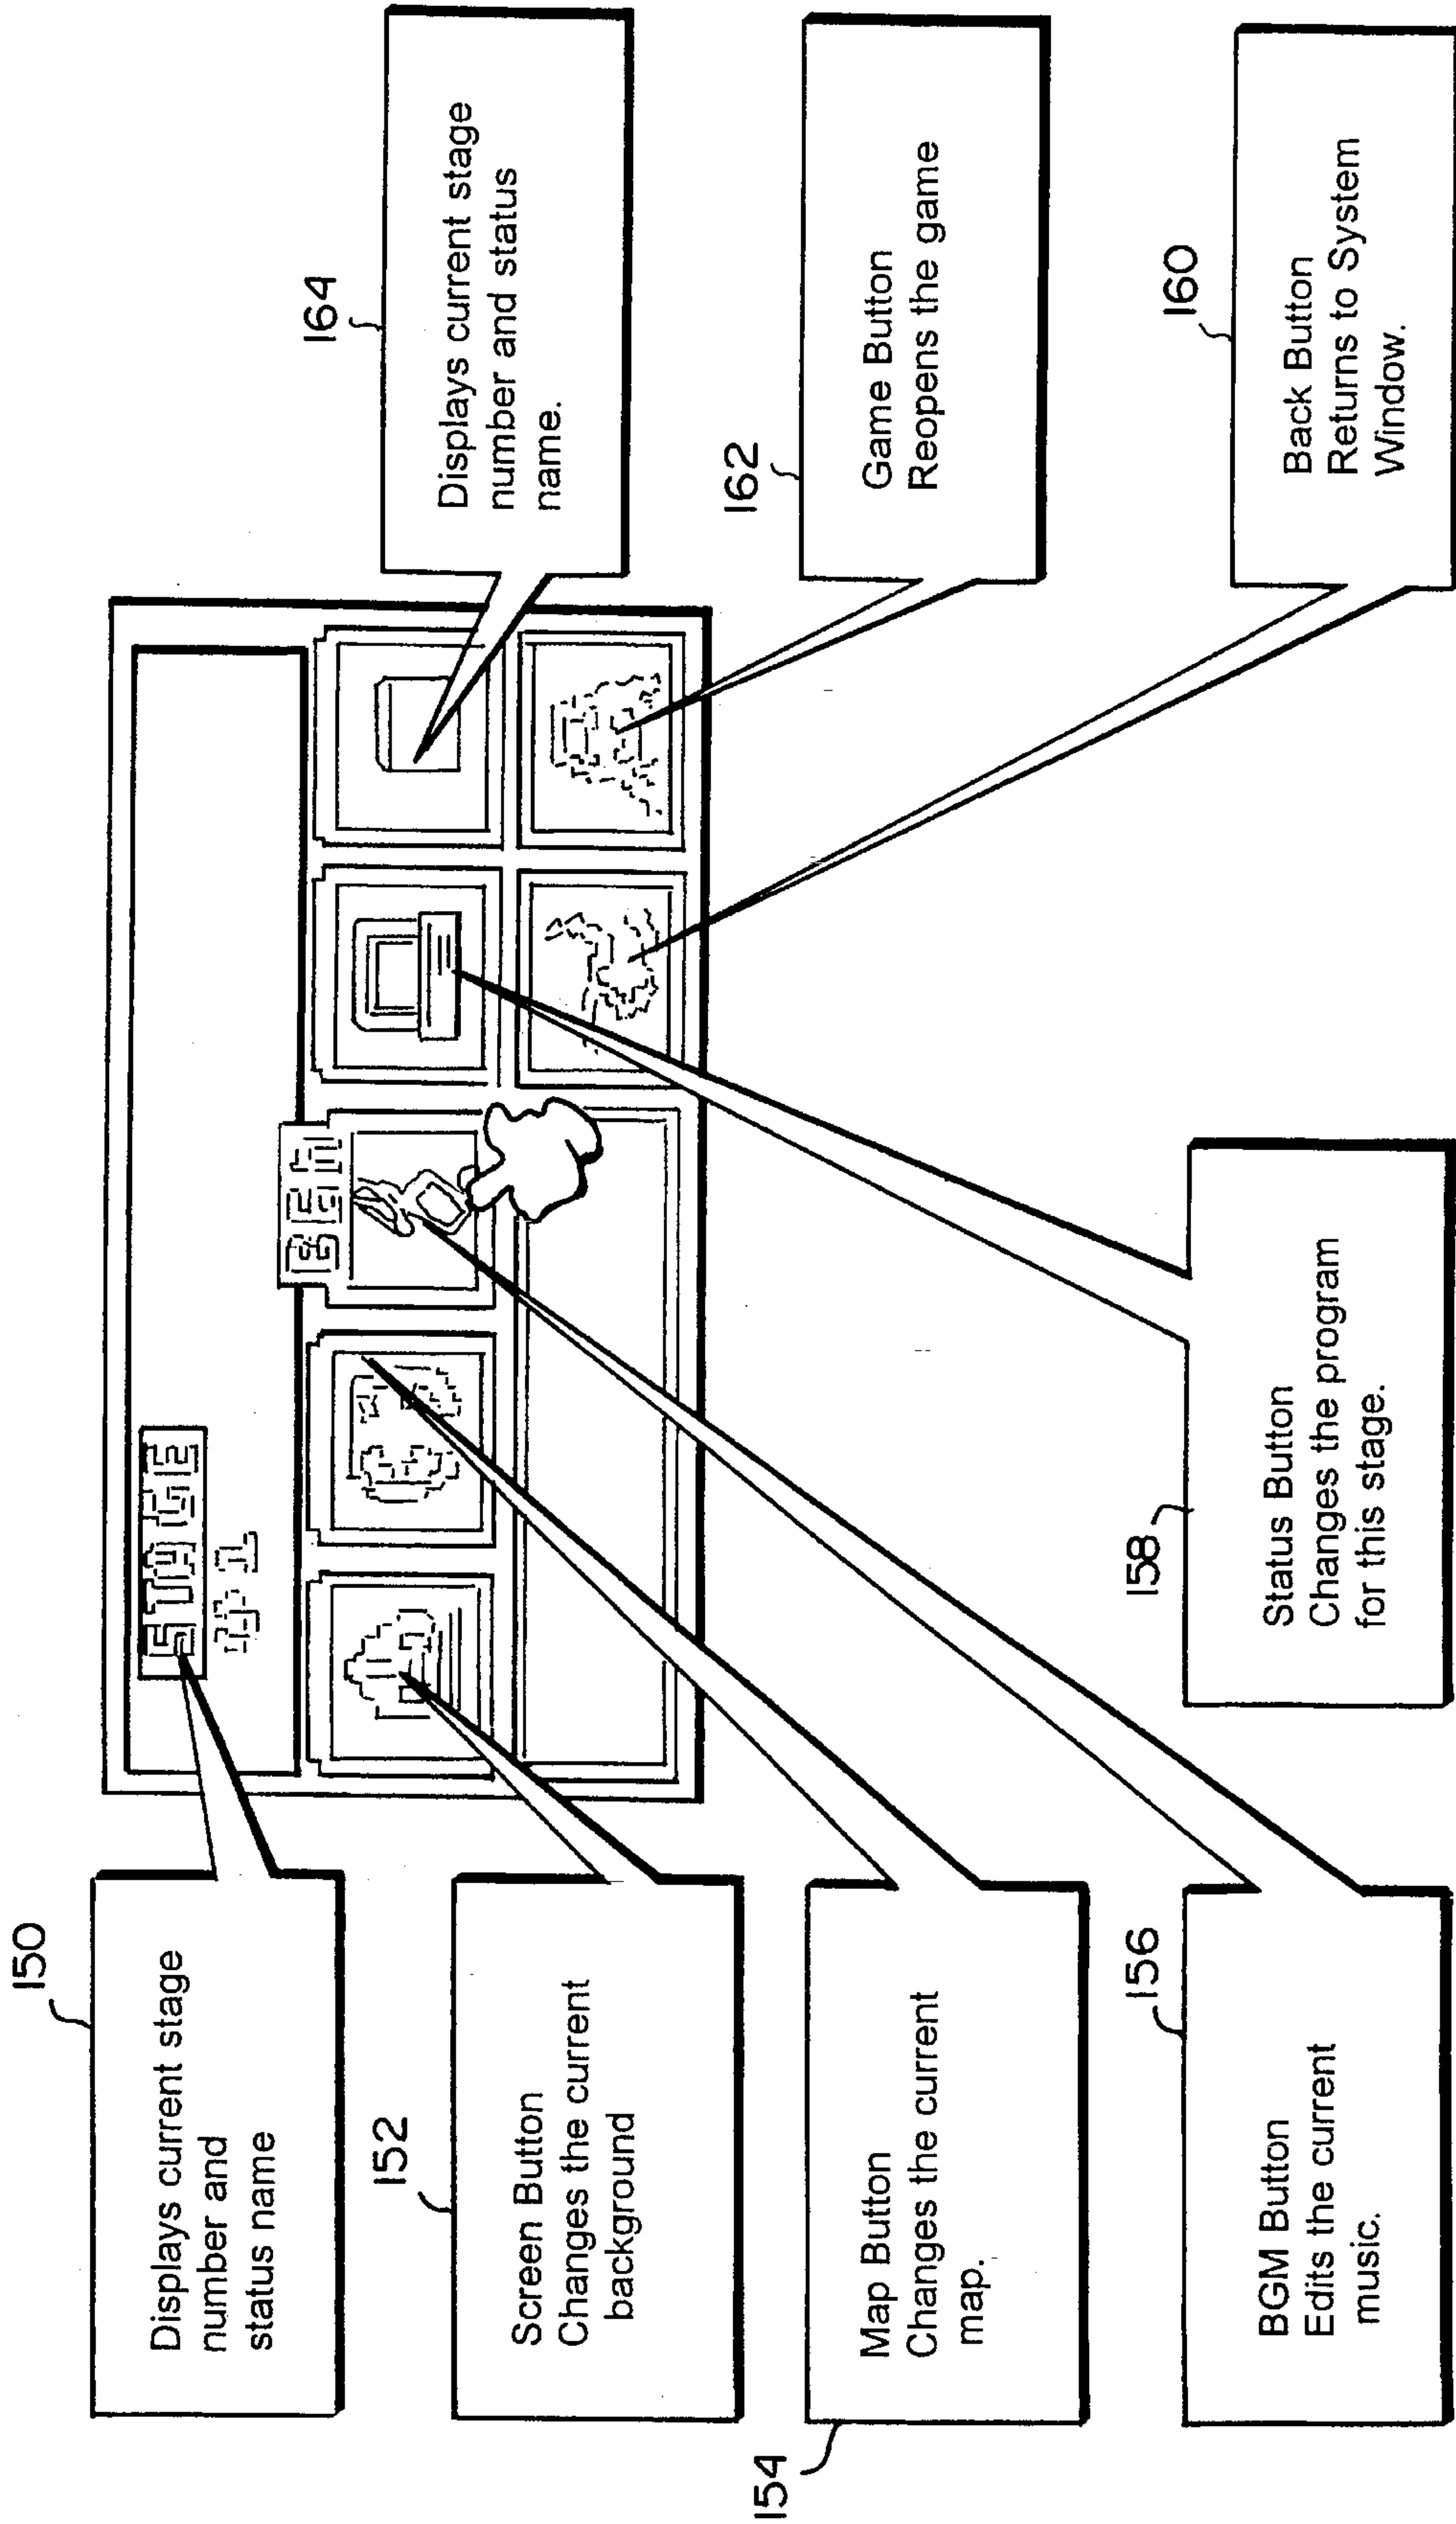 150
Displays current stage
number and
status name
152
Screen Button
Changes the current
background
154
Map Button
Changes the current
map.
156
BGM Button
Edits the current
music.
STAGE
BGM
164
Displays current stage
number and status
name.
162
Game Button
Reopens the game
160
Back Button
Returns to System
Window.
158
Status Button
Changes the program
for this stage.